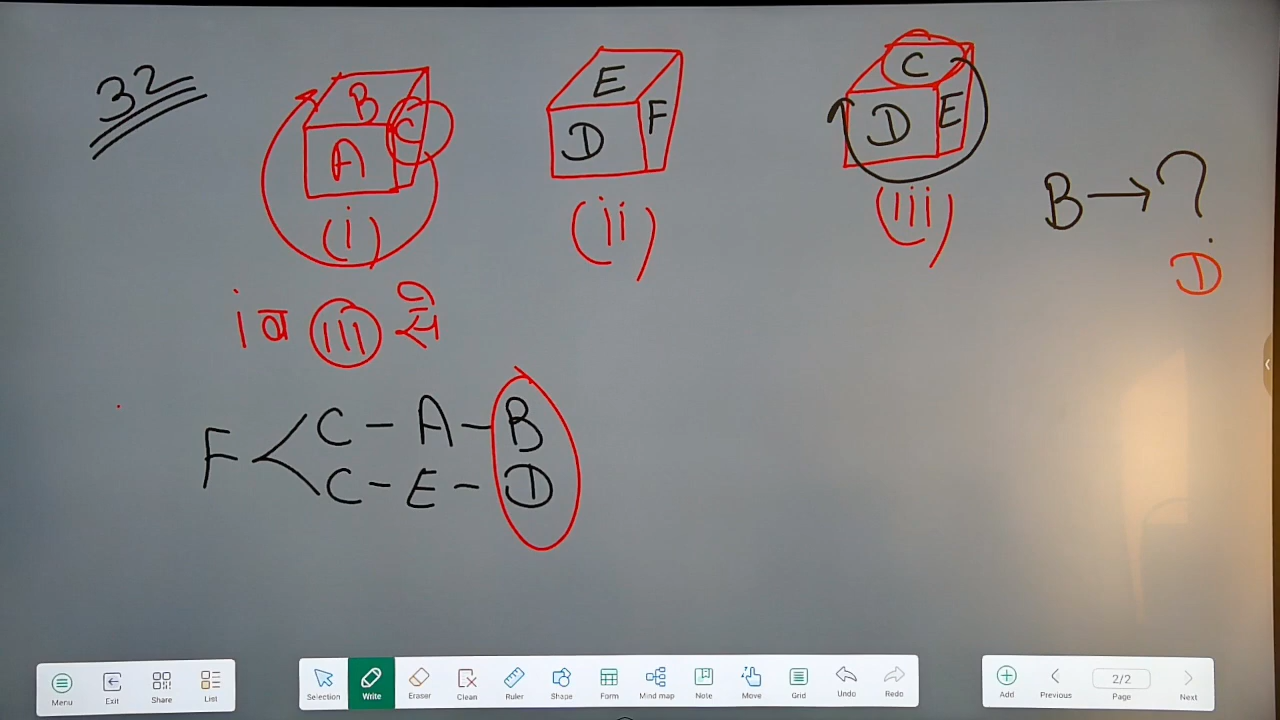 32
B A C
E D F
C D E
(i) (ii) (iii)
B → ?
D
i व iii से
F < C - A - B
C - E - D
Menu Exit Share List
Selection Write Eraser Clean Ruler Shape Form Mind map Note Move Grid Undo Redo
Add Previous 2/2 Page Next